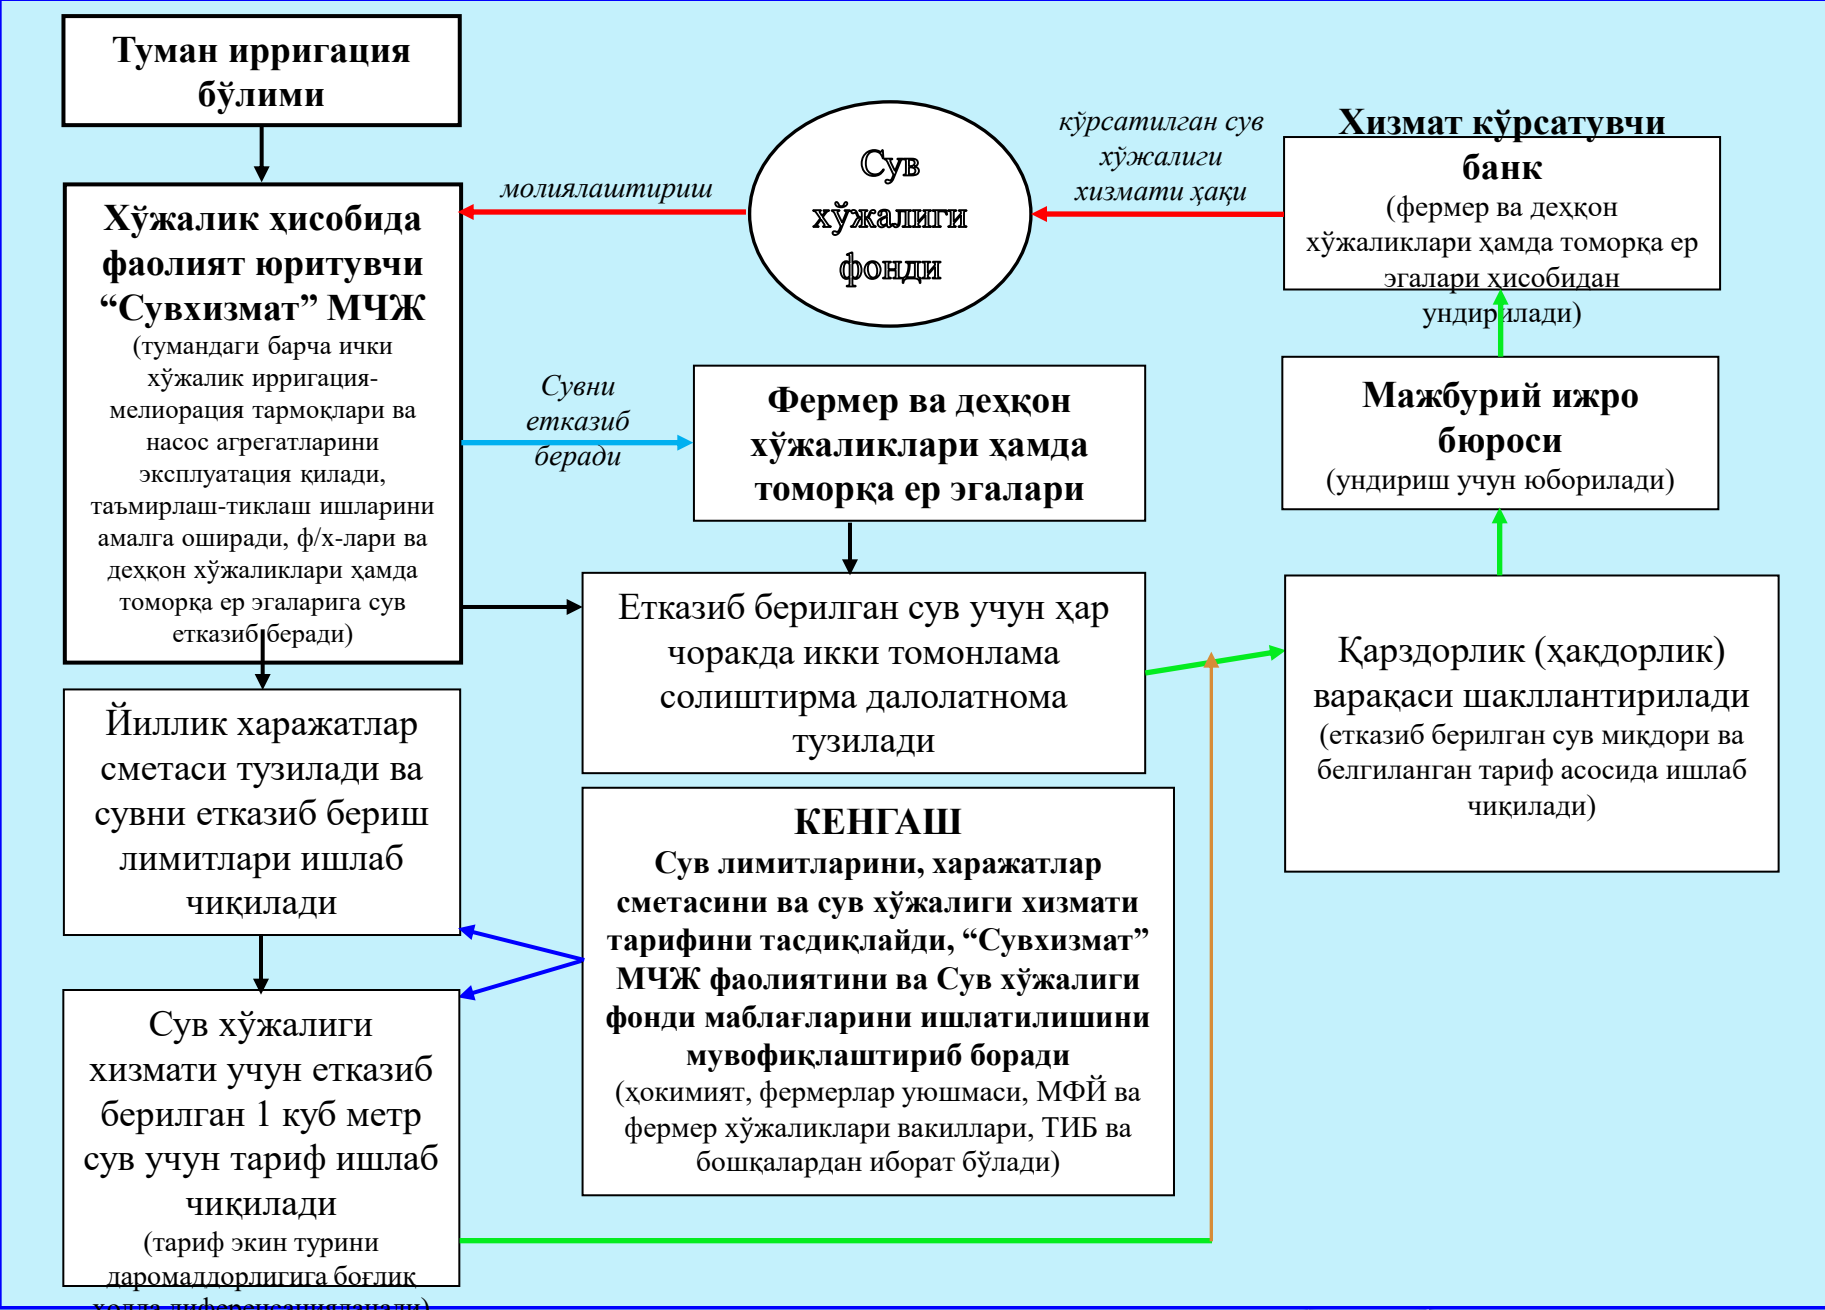 Туман ирригация
бўлими
Хўжалик ҳисобида
фаолият юритувчи
“Сувхизмат” МЧЖ
(тумандаги барча ички
хўжалик ирригация-
мелиорация тармоқлари ва
насос агрегатларини
эксплуатация қилади,
таъмирлаш-тиклаш ишларини
амалга оширади, ф/х-лари ва
деҳқон хўжаликлари ҳамда
томорқа ер эгаларига сув
етказиб беради)
молиялаштириш
Сув
хўжалиги
фонди
кўрсатилган сув
хўжалиги
хизмати ҳақи
Хизмат кўрсатувчи
банк
(фермер ва деҳқон
хўжаликлари ҳамда томорқа ер
эгалари ҳисобидан
ундирилади)
Сувни
етказиб
беради
Фермер ва деҳқон
хўжаликлари ҳамда
томорқа ер эгалари
Мажбурий ижро
бюроси
(ундириш учун юборилади)
Етказиб берилган сув учун ҳар
чоракда икки томонлама
солиштирма далолатнома
тузилади
Қарздорлик (ҳақдорлик)
варақаси шакллантирилади
(етказиб берилган сув миқдори ва
белгиланган тариф асосида ишлаб
чиқилади)
Йиллик харажатлар
сметаси тузилади ва
сувни етказиб бериш
лимитлари ишлаб
чиқилади
КЕНГАШ
Сув лимитларини, харажатлар
сметасини ва сув хўжалиги хизмати
тарифини тасдиқлайди, “Сувхизмат”
МЧЖ фаолиятини ва Сув хўжалиги
фонди маблағларини ишлатилишини
мувофиқлаштириб боради
(ҳокимият, фермерлар уюшмаси, МФЙ ва
фермер хўжаликлари вакиллари, ТИБ ва
бошқалардан иборат бўлади)
Сув хўжалиги
хизмати учун етказиб
берилган 1 куб метр
сув учун тариф ишлаб
чиқилади
(тариф экин турини
даромаддорлигига боғлиқ